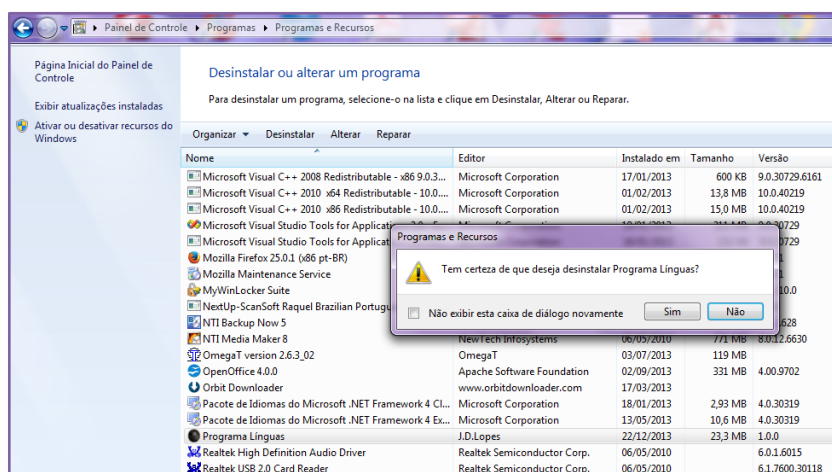 Painel de Controle ▸ Programas ▸ Programas e Recursos
Página Inicial do Painel de
Controle
Exibir atualizações instaladas
Ativar ou desativar recursos do
Windows
Desinstalar ou alterar um programa
Para desinstalar um programa, selecione-o na lista e clique em Desinstalar, Alterar ou Reparar.
Organizar Desinstalar Alterar Reparar
Nome Editor Instalado em Tamanho Versão
Microsoft Visual C++ 2008 Redistributable - x86 9.0.3... Microsoft Corporation 17/01/2013 600 KB 9.0.30729.6161
Microsoft Visual C++ 2010 x64 Redistributable - 10.0.... Microsoft Corporation 01/02/2013 13,8 MB 10.0.40219
Microsoft Visual C++ 2010 x86 Redistributable - 10.0.... Microsoft Corporation 01/02/2013 15,0 MB 10.0.40219
Microsoft Visual Studio Tools for
Microsoft Visual Studio Tools for
Mozilla Firefox 25.0.1 (x86 pt-BR)
Mozilla Maintenance Service
MyWinLocker Suite
NextUp-ScanSoft Raquel Brazilian
NTI Backup Now 5
Programas e Recursos
Tem certeza de que deseja desinstalar Programa Línguas?
Não exibir esta caixa de diálogo novamente Sim Não
NTI Media Maker 8 NewTech Infosystems 06/05/2010 771 MB 8.0.12.6630
OmegaT version 2.6.3_02 OmegaT 03/07/2013 119 MB
OpenOffice 4.0.0 Apache Software Foundation 02/09/2013 331 MB 4.00.9702
Orbit Downloader www.orbitdownloader.com 17/03/2013
Pacote de Idiomas do Microsoft .NET Framework 4 Cl... Microsoft Corporation 18/01/2013 2,93 MB 4.0.30319
Pacote de Idiomas do Microsoft .NET Framework 4 Ex... Microsoft Corporation 13/05/2013 10,6 MB 4.0.30319
Programa Línguas J.D.Lopes 22/12/2013 23,3 MB 1.0.0
Realtek High Definition Audio Driver Realtek Semiconductor Corp. 06/05/2010 6.0.1.6015
Realtek USB 2.0 Card Reader Realtek Semiconductor Corp. 06/05/2010 6.1.7600.30118